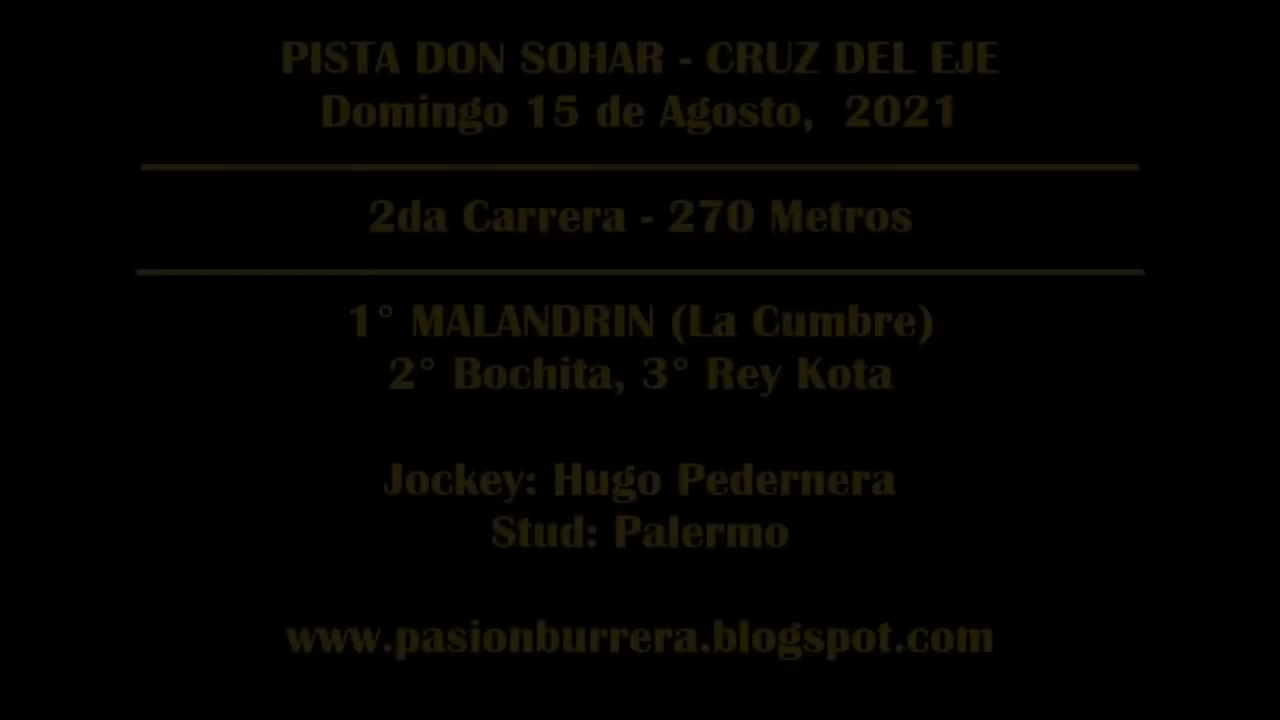 PISTA DON SOHAR - CRUZ DEL EJE
Domingo 15 de Agosto, 2021
2da Carrera - 270 Metros
1° MALANDRIN (La Cumbre)
2° Bochita, 3° Rey Kota
Jockey: Hugo Pedernera
Stud: Palermo
www.pasionburrera.blogspot.com